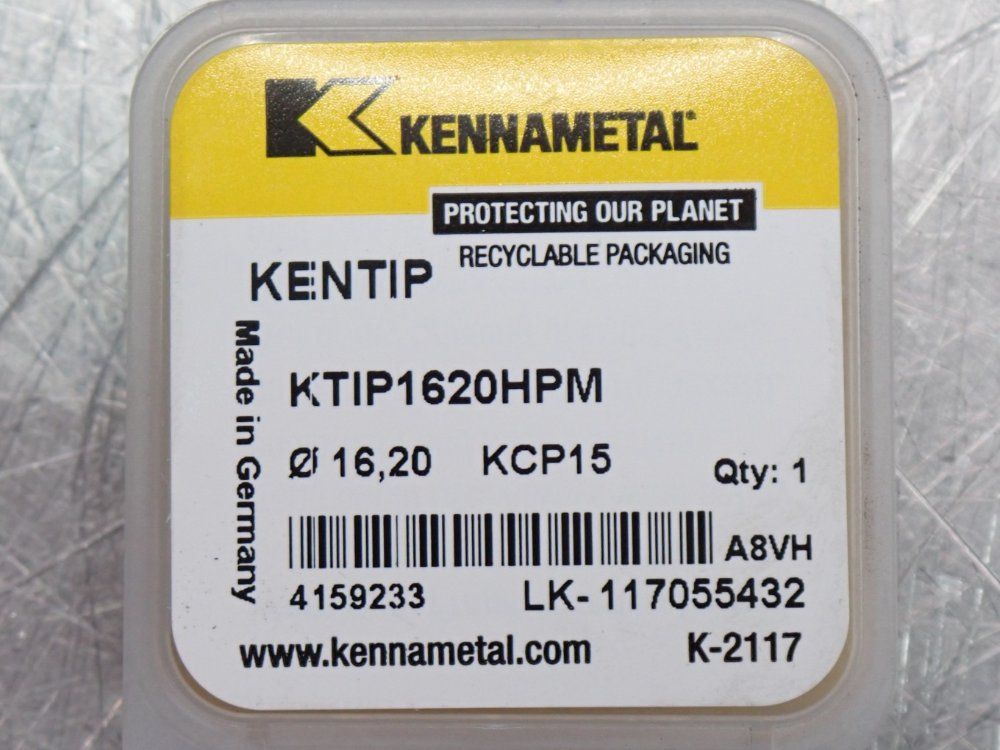 KENNAMETAL
PROTECTING OUR PLANET
RECYCLABLE PACKAGING
KENTIP
Made in Germany
KTIP1620HPM
Ø 16,20 KCP15 Qty: 1
A8VH
4159233 LK- 117055432
www.kennametal.com K-2117